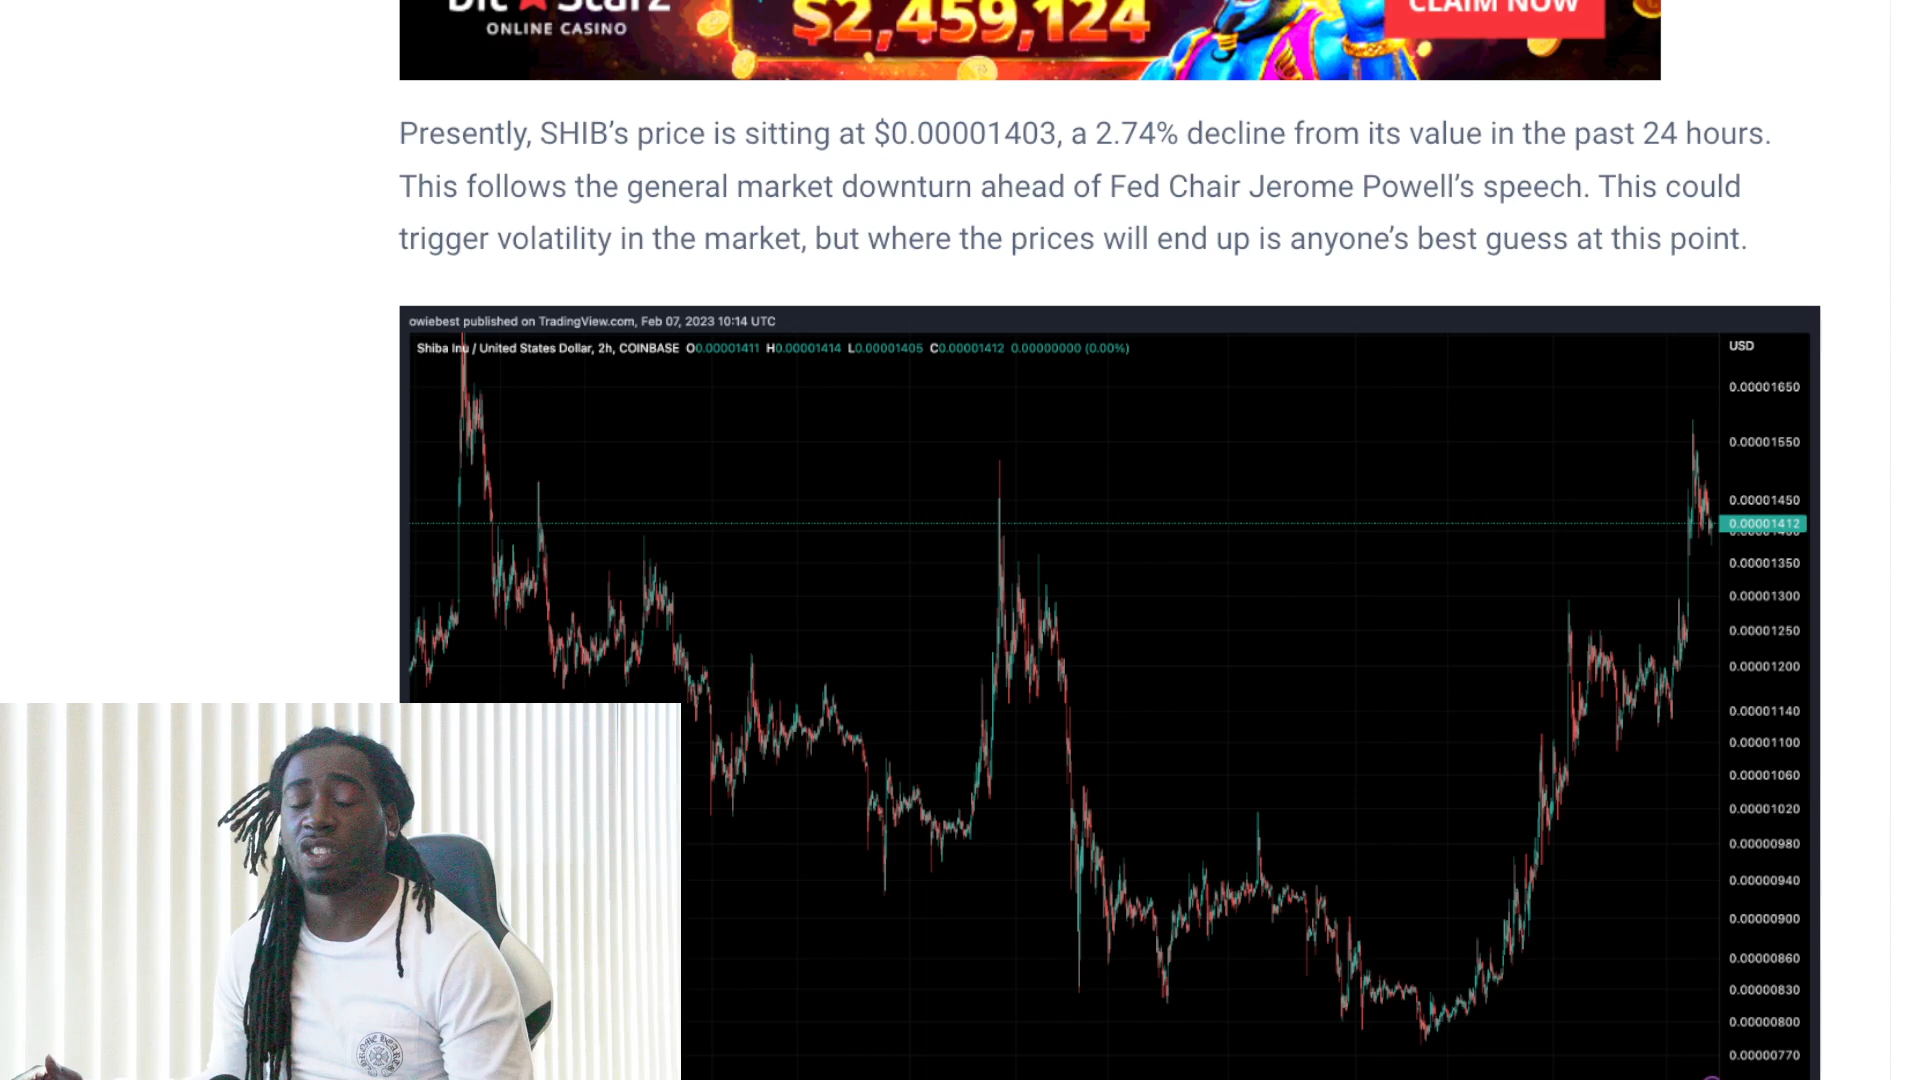 Bit Starz
ONLINE CASINO
$2,459,124
CLAIM NOW
Presently, SHIB’s price is sitting at $0.00001403, a 2.74% decline from its value in the past 24 hours.
This follows the general market downturn ahead of Fed Chair Jerome Powell’s speech. This could
trigger volatility in the market, but where the prices will end up is anyone’s best guess at this point.
owiebest published on TradingView.com, Feb 07, 2023 10:14 UTC
Shiba Inu / United States Dollar, 2h, COINBASE O0.00001411 H0.00001414 L0.00001405 C0.00001412 0.00000000 (0.00%)
USD
0.00001650
0.00001550
0.00001450
0.00001412
0.00001350
0.00001300
0.00001250
0.00001200
0.00001140
0.00001100
0.00001060
0.00001020
0.00000980
0.00000940
0.00000900
0.00000860
0.00000830
0.00000800
0.00000770
CHROME HEARTS